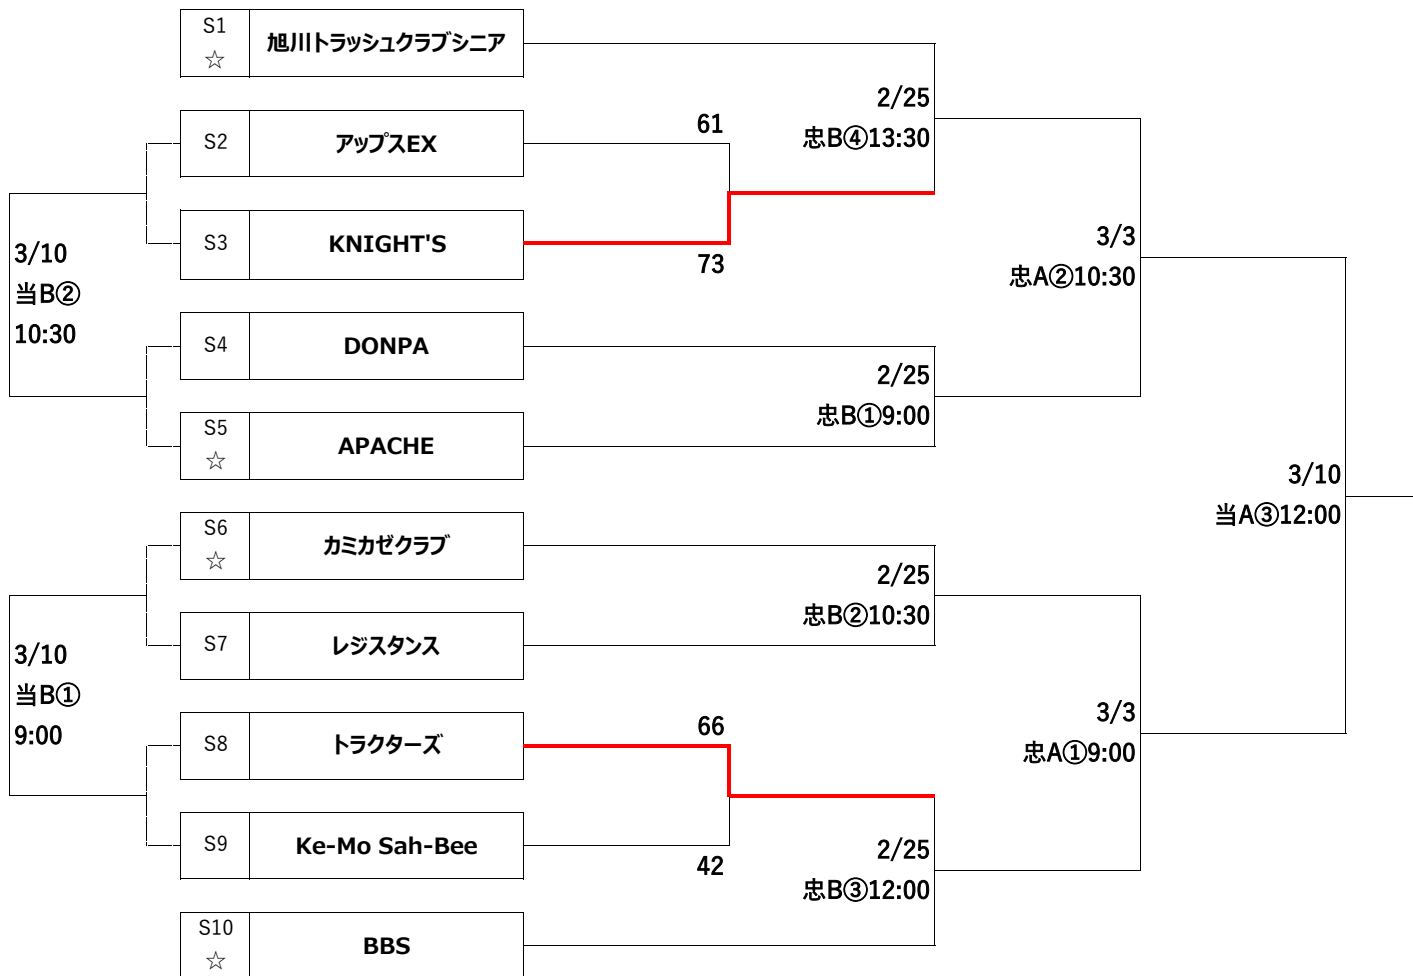 S1
☆
旭川トラッシュクラブシニア
2/25
忠B④13:30
61
S2
アップスEX
S3
KNIGHT'S
73
3/10
当B②
10:30
3/3
忠A②10:30
S4
DONPA
2/25
忠B①9:00
S5
☆
APACHE
3/10
当A③12:00
S6
☆
カミカゼクラブ
2/25
忠B②10:30
S7
レジスタンス
3/10
当B①
9:00
3/3
忠A①9:00
66
S8
トラクターズ
S9
Ke-Mo Sah-Bee
42
2/25
忠B③12:00
S10
☆
BBS